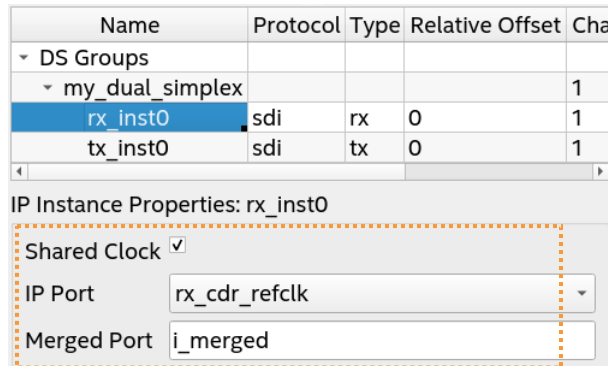 Name Protocol Type Relative Offset Cha
DS Groups
my_dual_simplex 1
rx_inst0 sdi rx 0 1
tx_inst0 sdi tx 0 1
IP Instance Properties: rx_inst0
Shared Clock
IP Port rx_cdr_refclk
Merged Port i_merged